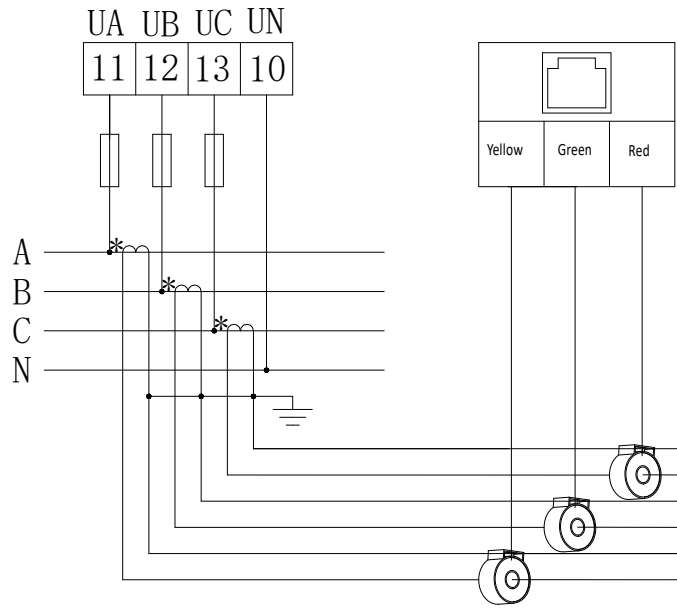 UA UB UC UN
11 12 13 10
Yellow Green Red
* A
* B
* C
N